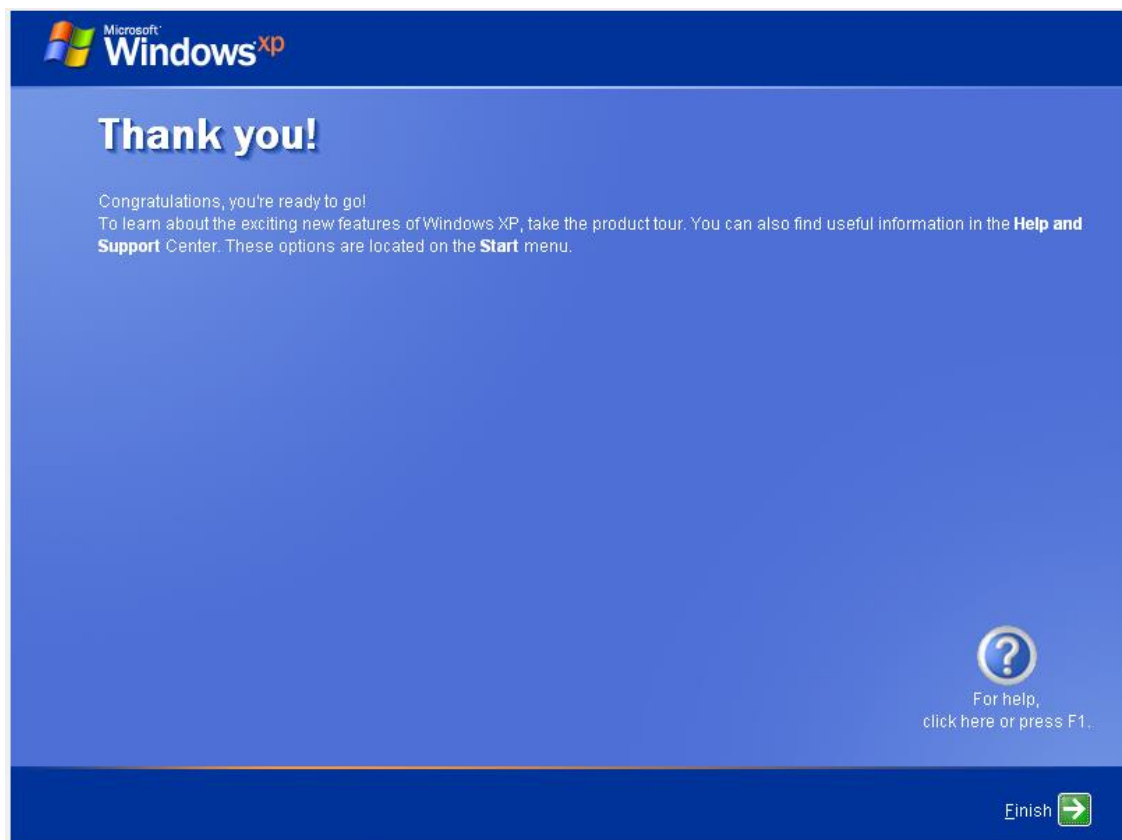 Microsoft
Windows xp
Thank you!
Congratulations, you're ready to go!
To learn about the exciting new features of Windows XP, take the product tour. You can also find useful information in the Help and
Support Center. These options are located on the Start menu.
?
For help,
click here or press F1.
Finish